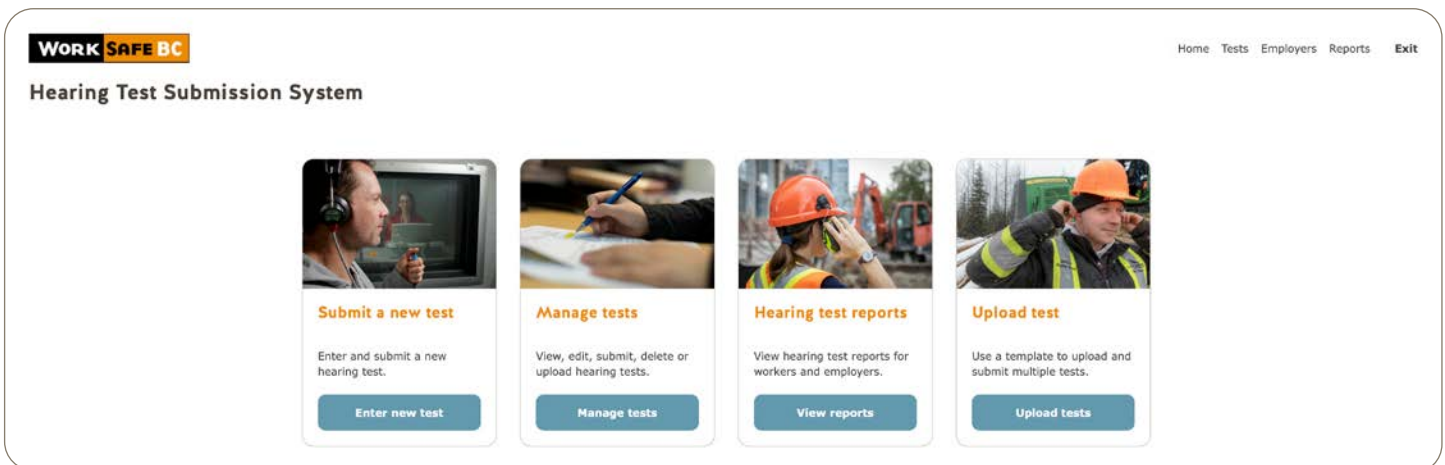 WORK SAFE BC
Home Tests Employers Reports Exit
Hearing Test Submission System
Submit a new test
Enter and submit a new
hearing test.
Enter new test
Manage tests
View, edit, submit, delete or
upload hearing tests.
Manage tests
Hearing test reports
View hearing test reports for
workers and employers.
View reports
Upload test
Use a template to upload and
submit multiple tests.
Upload tests